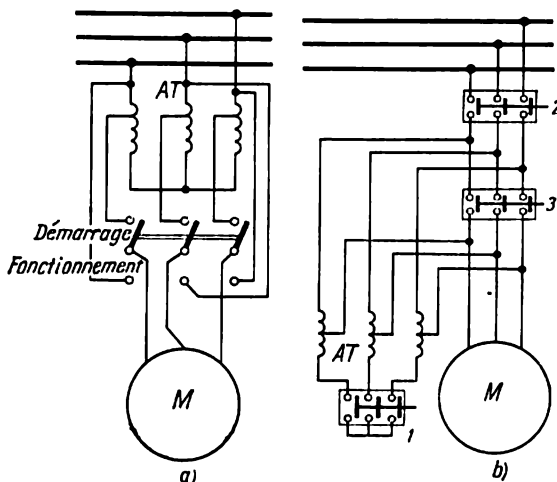 AT
Démarrage
Fonctionnement
M
a)
2
3
AT
1
M
b)